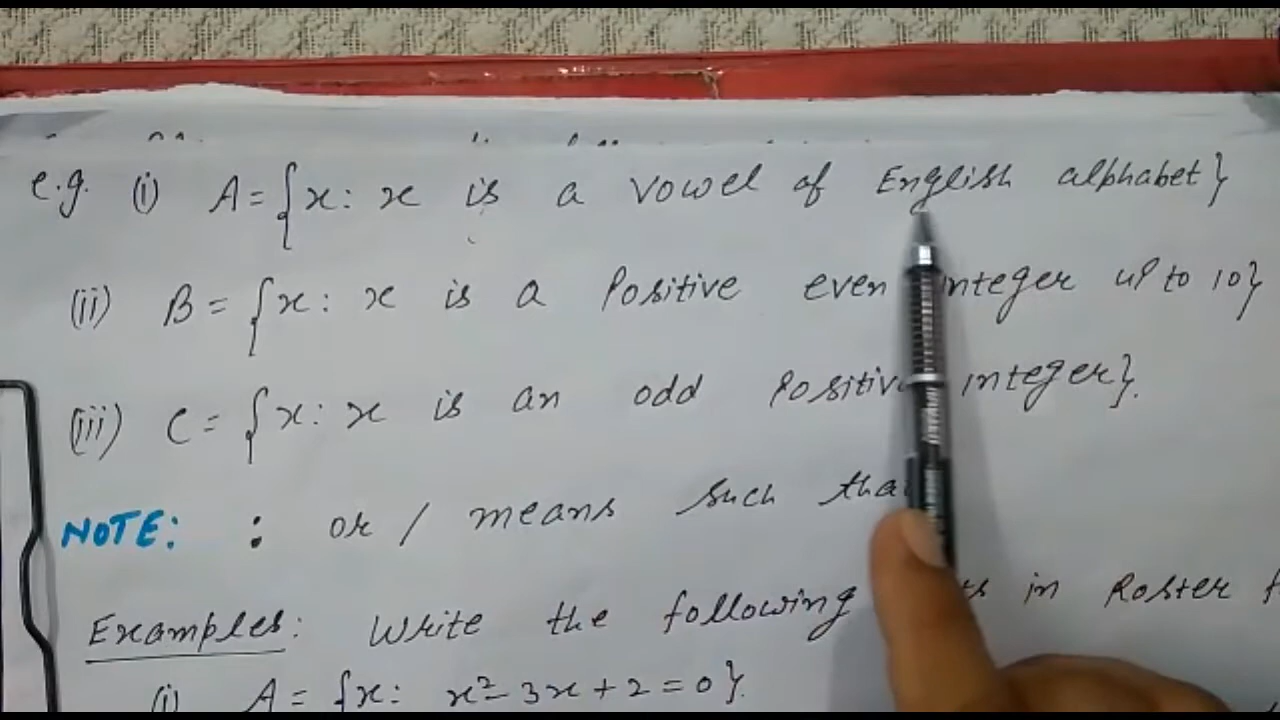 e.g. (i) A = {x : x is a vowel of English alphabet}
(ii) B = {x : x is a Positive even integer up to 10}
(iii) C = {x : x is an odd Positive integer}.
NOTE: : or / means such that
Examples: Write the following in Roster
(i) A = {x : x² - 3x + 2 = 0}.